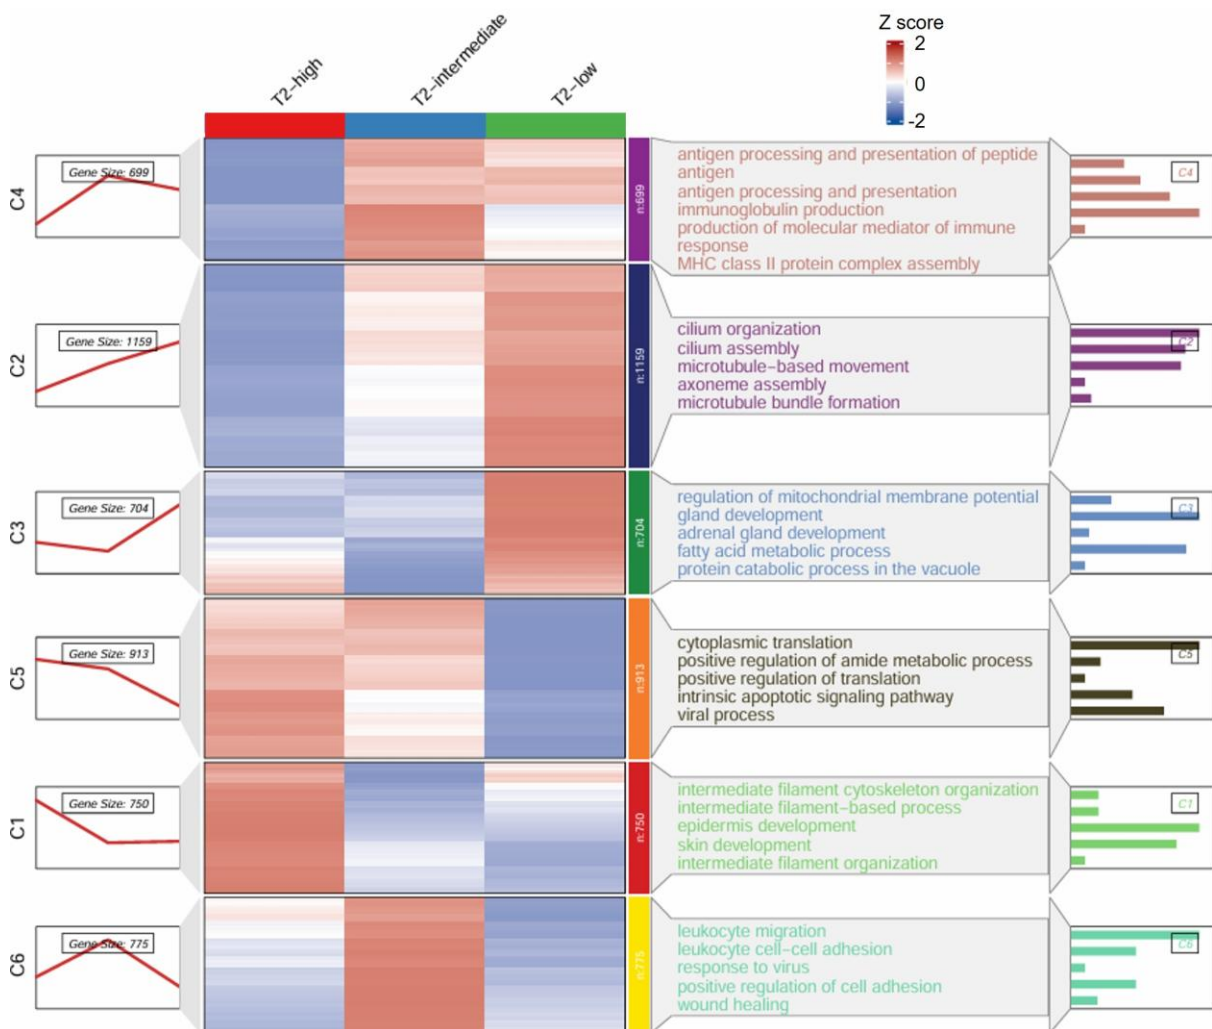 Z score
2
0
-2
T2-high
T2-intermediate
T2-low
C4
Gene Size: 699
n:699
antigen processing and presentation of peptide
antigen
antigen processing and presentation
immunoglobulin production
production of molecular mediator of immune
response
MHC class II protein complex assembly
C4
C2
Gene Size: 1159
n:1159
cilium organization
cilium assembly
microtubule-based movement
axoneme assembly
microtubule bundle formation
C2
C3
Gene Size: 704
n:704
regulation of mitochondrial membrane potential
gland development
adrenal gland development
fatty acid metabolic process
protein catabolic process in the vacuole
C3
C5
Gene Size: 913
n:913
cytoplasmic translation
positive regulation of amide metabolic process
positive regulation of translation
intrinsic apoptotic signaling pathway
viral process
C5
C1
Gene Size: 750
n:750
intermediate filament cytoskeleton organization
intermediate filament-based process
epidermis development
skin development
intermediate filament organization
C1
C6
Gene Size: 775
n:775
leukocyte migration
leukocyte cell-cell adhesion
response to virus
positive regulation of cell adhesion
wound healing
C6